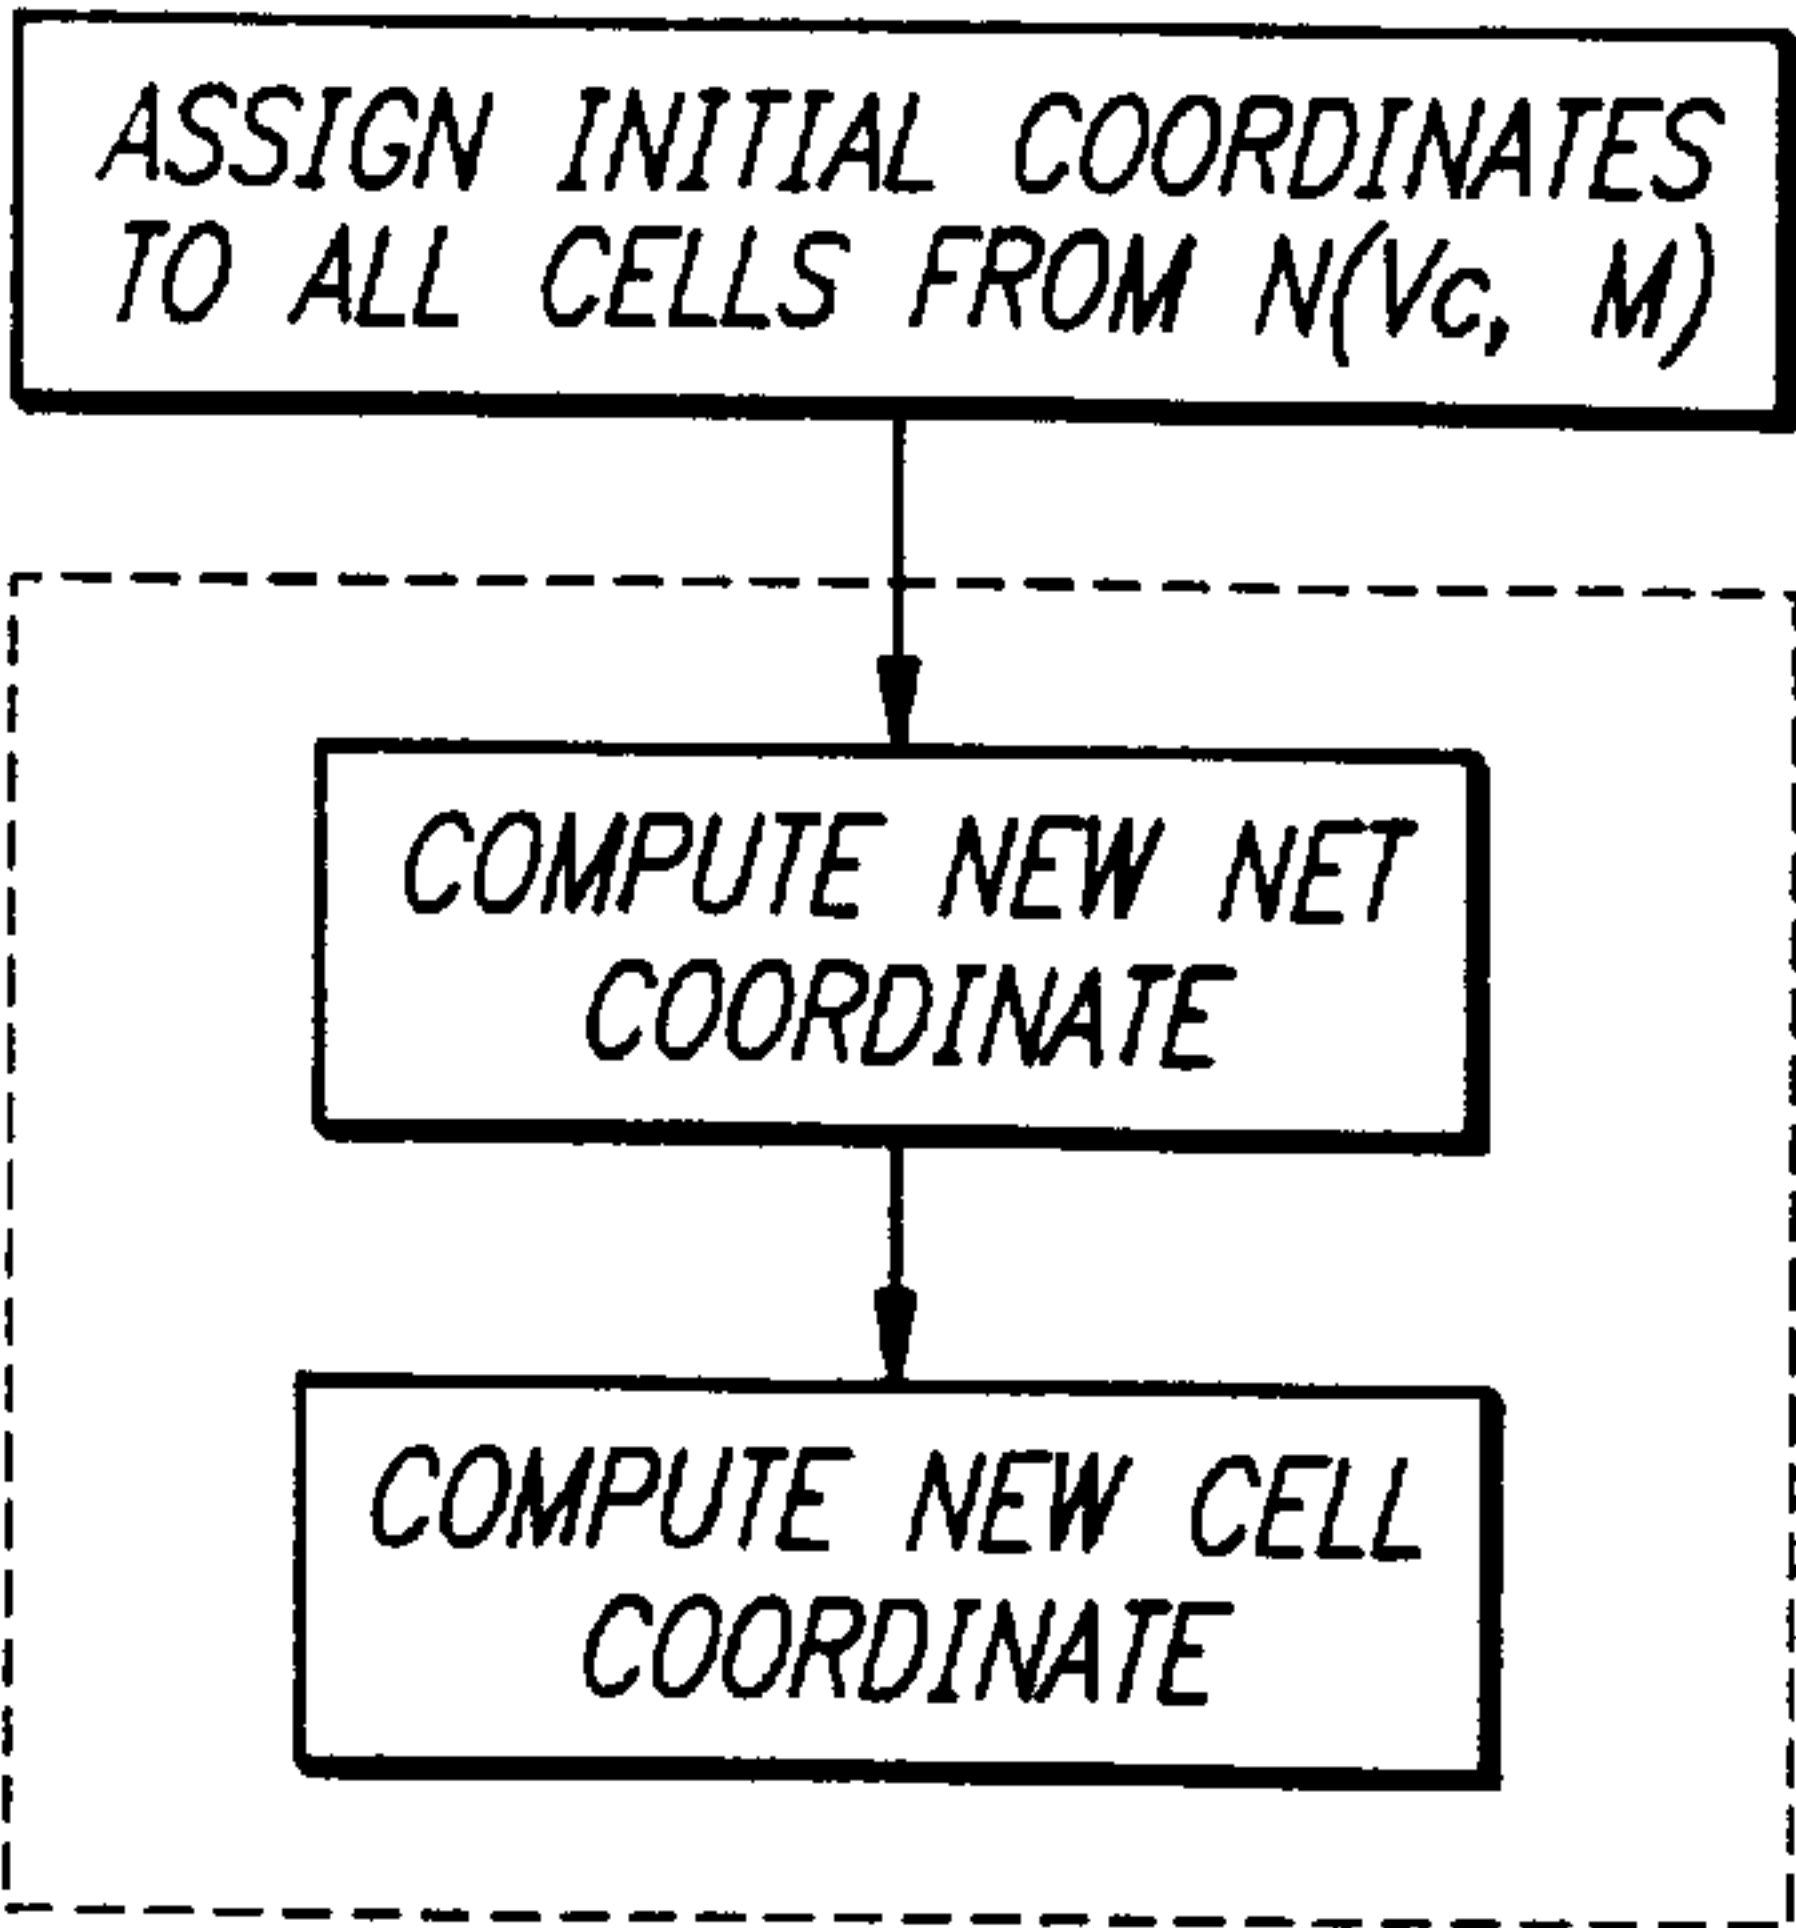 ASSIGN INITIAL COORDINATES
TO ALL CELLS FROM N(Vc, M)
COMPUTE NEW NET
COORDINATE
COMPUTE NEW CELL
COORDINATE